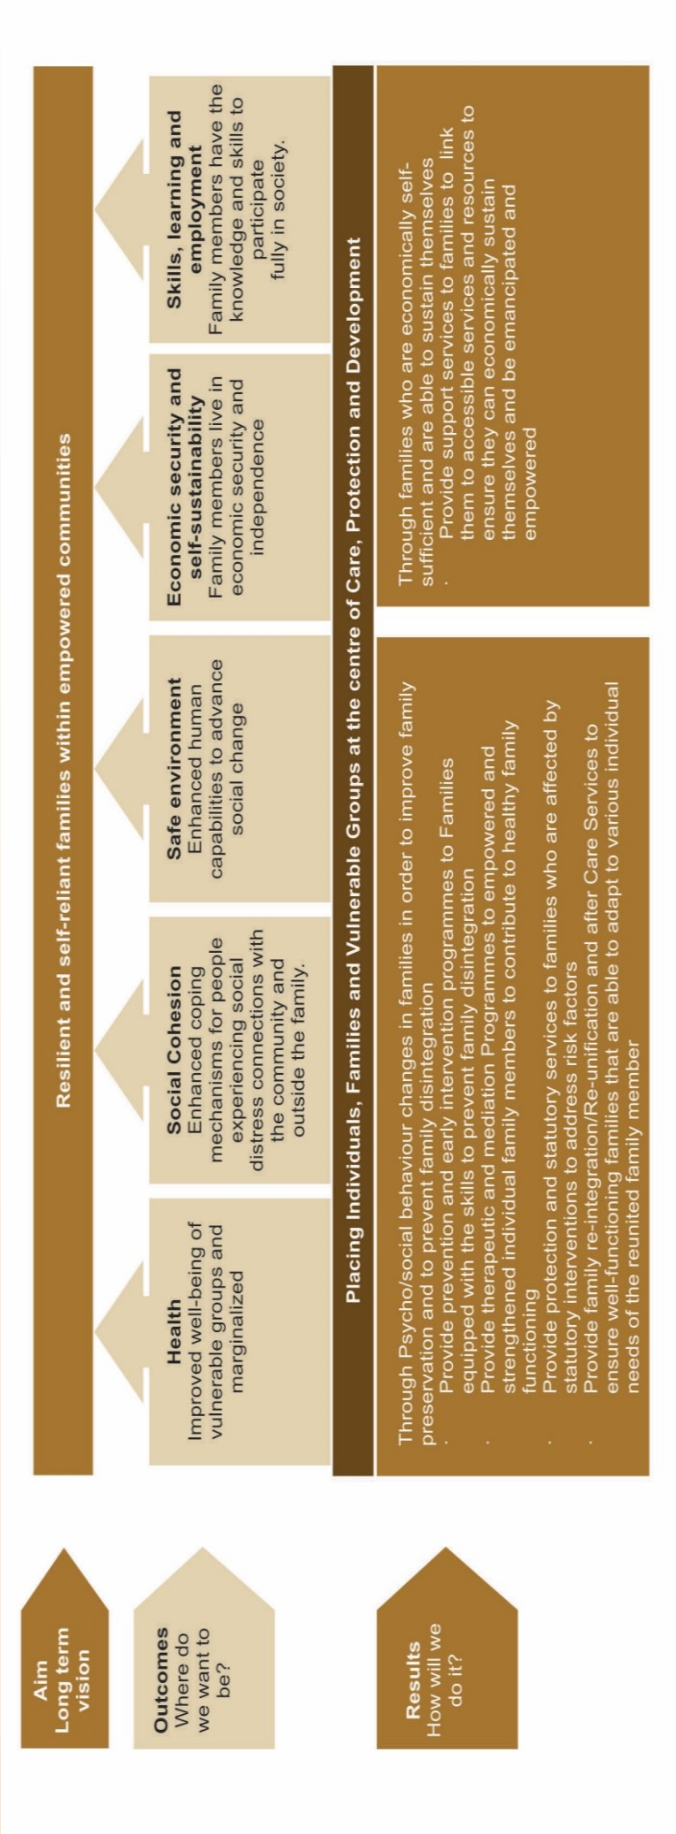 Aim
Long term
vision
Resilient and self-reliant families within empowered communities
Outcomes
Where do
we want to
be?
Health
Improved well-being of
vulnerable groups and
marginalized
Social Cohesion
Enhanced coping
mechanisms for people
experiencing social
distress connections with
the community and
outside the family.
Safe environment
Enhanced human
capabilities to advance
social change
Economic security and
self-sustainability
Family members live in
economic security and
independence
Skills, learning and
employment
Family members have the
knowledge and skills to
participate
fully in society.
Placing Individuals, Families and Vulnerable Groups at the centre of Care, Protection and Development
Results
How will we
do it?
Through Psycho/social behaviour changes in families in order to improve family
preservation and to prevent family disintegration
· Provide prevention and early intervention programmes to Families
equipped with the skills to prevent family disintegration
· Provide therapeutic and mediation Programmes to empowered and
strengthened individual family members to contribute to healthy family
functioning
· Provide protection and statutory services to families who are affected by
statutory interventions to address risk factors
· Provide family re-integration/Re-unification and after Care Services to
ensure well-functioning families that are able to adapt to various individual
needs of the reunited family member
Through families who are economically self-
sufficient and are able to sustain themselves
· Provide support services to families to link
them to accessible services and resources to
ensure they can economically sustain
themselves and be emancipated and
empowered